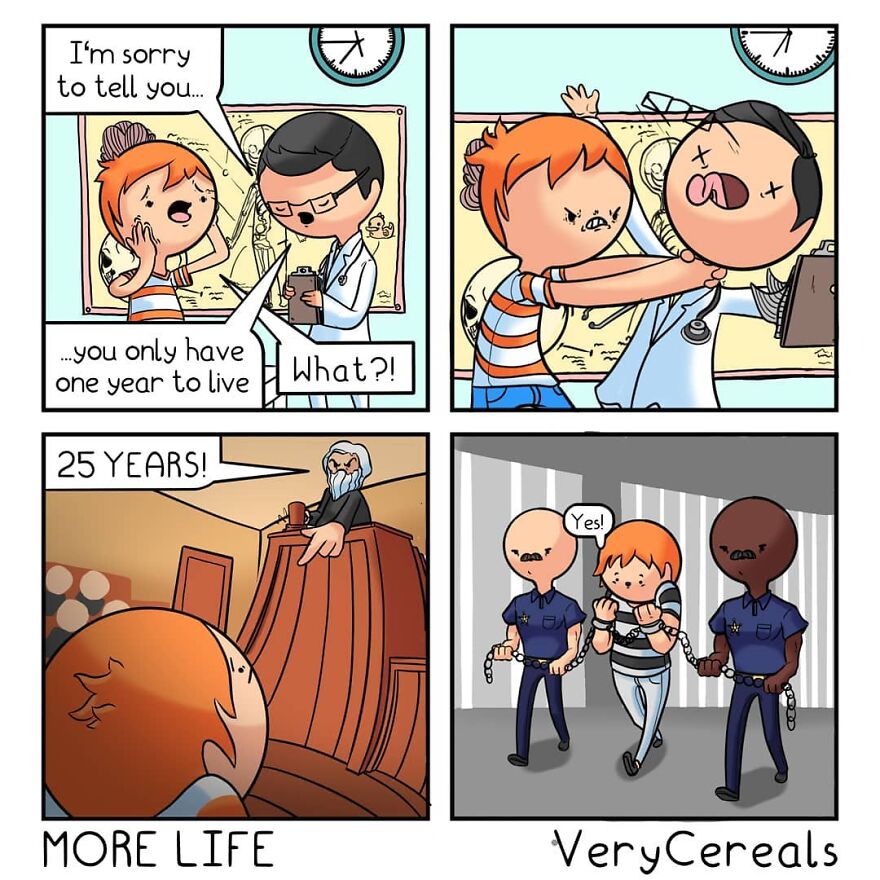 I'm sorry
to tell you...
...you only have
one year to live
What?!
25 YEARS!
Yes!
MORE LIFE
VeryCereals